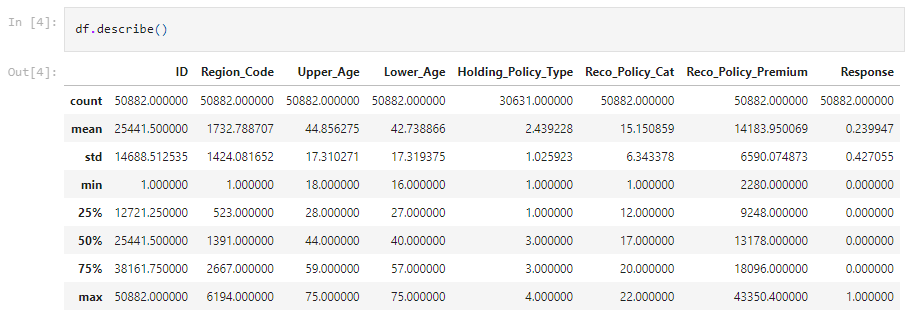 In [4]: df.describe()
Out[4]: ID Region_Code Upper_Age Lower_Age Holding_Policy_Type Reco_Policy_Cat Reco_Policy_Premium Response
count 50882.000000 50882.000000 50882.000000 50882.000000 30631.000000 50882.000000 50882.000000 50882.000000
mean 25441.500000 1732.788707 44.856275 42.738866 2.439228 15.150859 14183.950069 0.239947
std 14688.512535 1424.081652 17.310271 17.319375 1.025923 6.343378 6590.074873 0.427055
min 1.000000 1.000000 18.000000 16.000000 1.000000 1.000000 2280.000000 0.000000
25% 12721.250000 523.000000 28.000000 27.000000 1.000000 12.000000 9248.000000 0.000000
50% 25441.500000 1391.000000 44.000000 40.000000 3.000000 17.000000 13178.000000 0.000000
75% 38161.750000 2667.000000 59.000000 57.000000 3.000000 20.000000 18096.000000 0.000000
max 50882.000000 6194.000000 75.000000 75.000000 4.000000 22.000000 43350.400000 1.000000